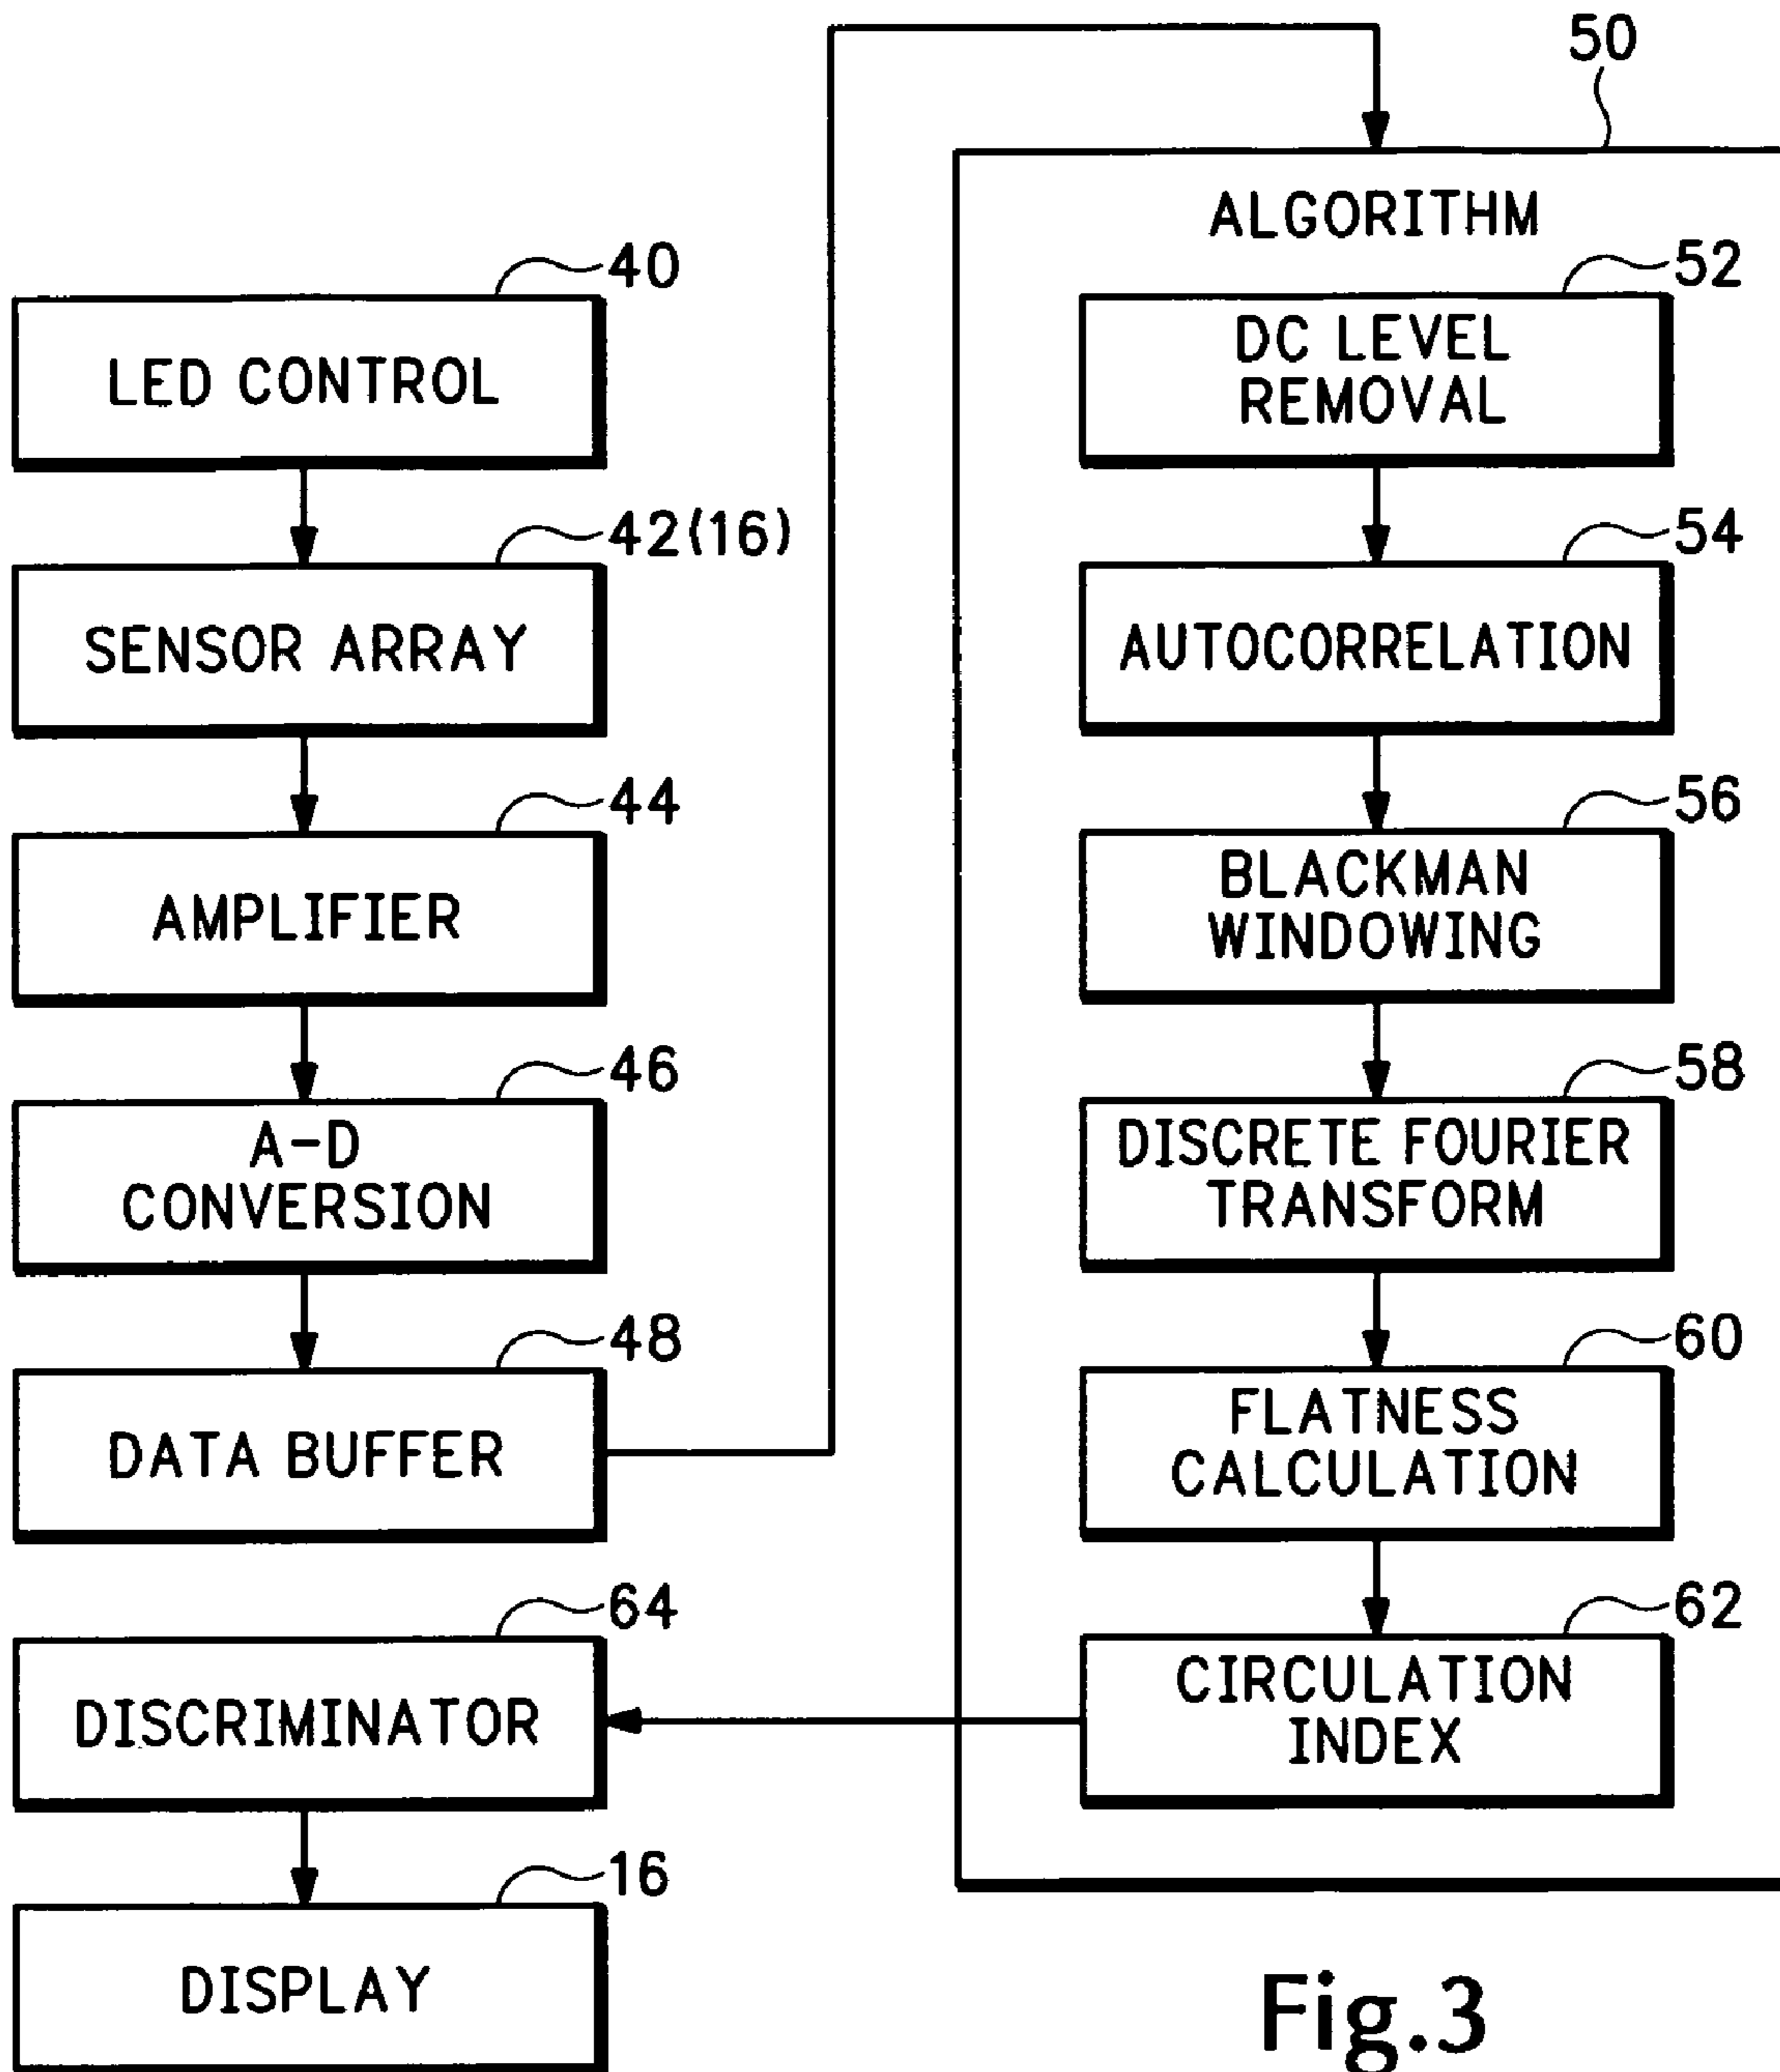 40
LED CONTROL
42(16)
SENSOR ARRAY
44
AMPLIFIER
46
A-D
CONVERSION
48
DATA BUFFER
50
ALGORITHM
52
DC LEVEL
REMOVAL
54
AUTOCORRELATION
56
BLACKMAN
WINDOWING
58
DISCRETE FOURIER
TRANSFORM
60
FLATNESS
CALCULATION
62
CIRCULATION
INDEX
64
DISCRIMINATOR
16
DISPLAY
Fig.3